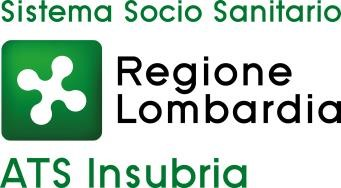 Sistema Socio Sanitario
Regione
Lombardia
ATS Insubria